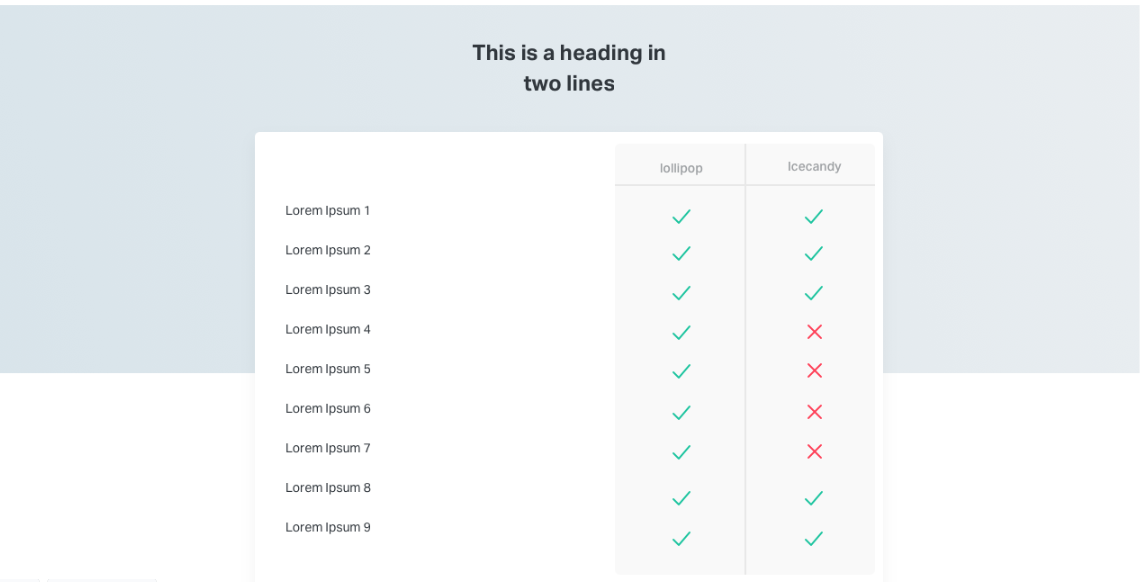 This is a heading in
two lines
lollipop Icecandy
Lorem Ipsum 1
Lorem Ipsum 2
Lorem Ipsum 3
Lorem Ipsum 4
Lorem Ipsum 5
Lorem Ipsum 6
Lorem Ipsum 7
Lorem Ipsum 8
Lorem Ipsum 9